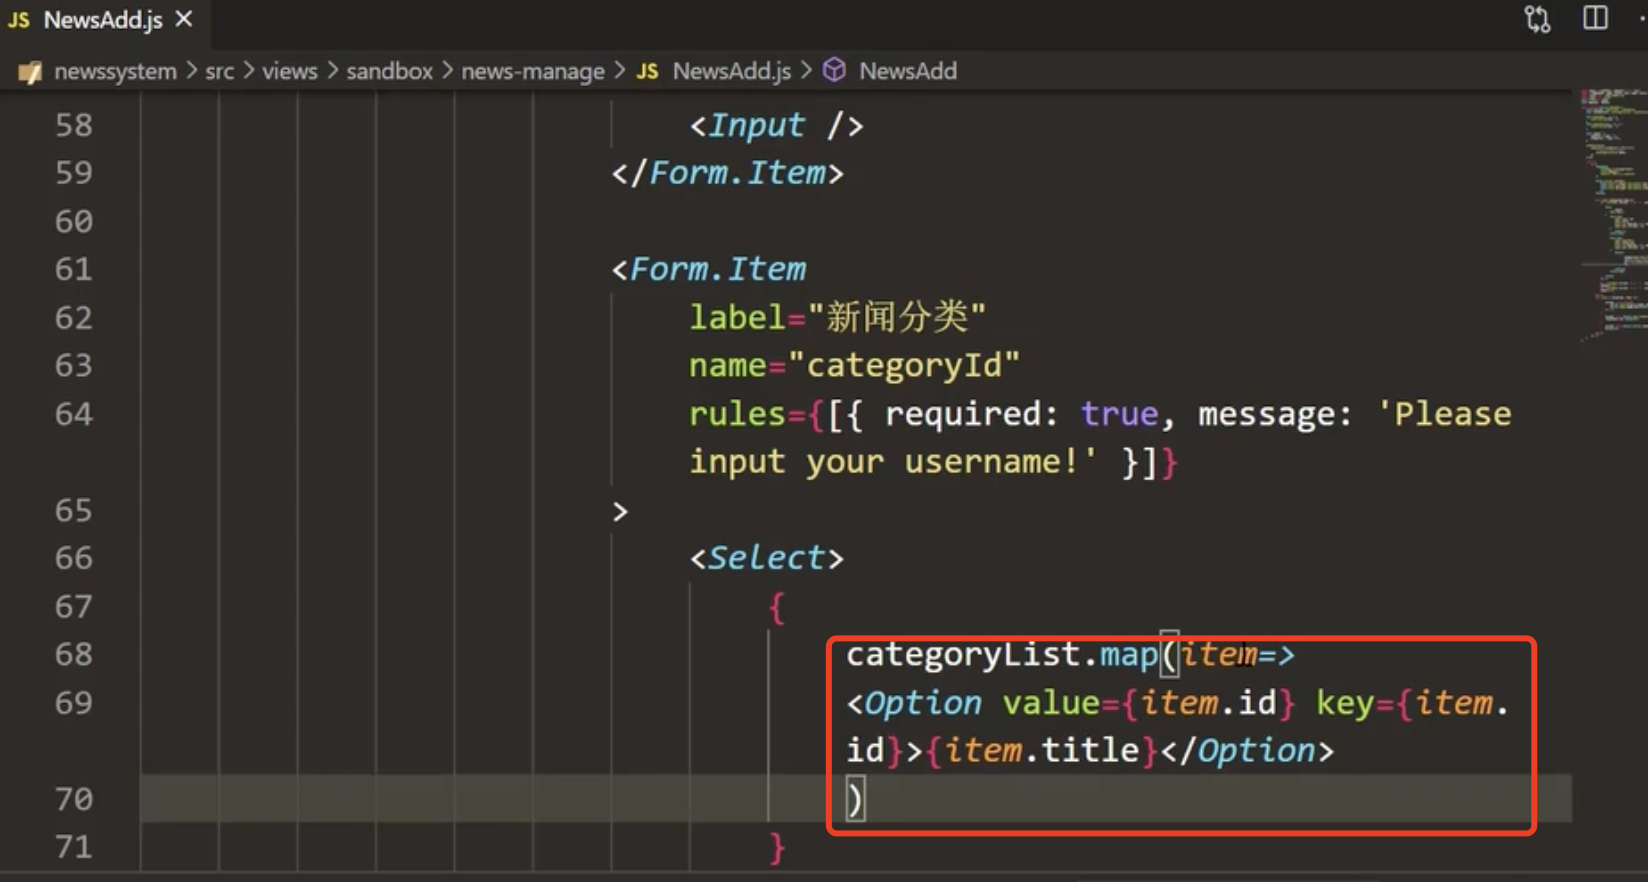 JS NewsAdd.js ×
newssystem > src > views > sandbox > news-manage > JS NewsAdd.js > NewsAdd
58 <Input />
59 </Form.Item>
60
61 <Form.Item
62 label="新闻分类"
63 name="categoryId"
64 rules={[{ required: true, message: 'Please
input your username!' }]}
65 >
66 <Select>
67 {
68 categoryList.map(item=>
69 <Option value={item.id} key={item.
id}>{item.title}</Option>
70 )
71 }